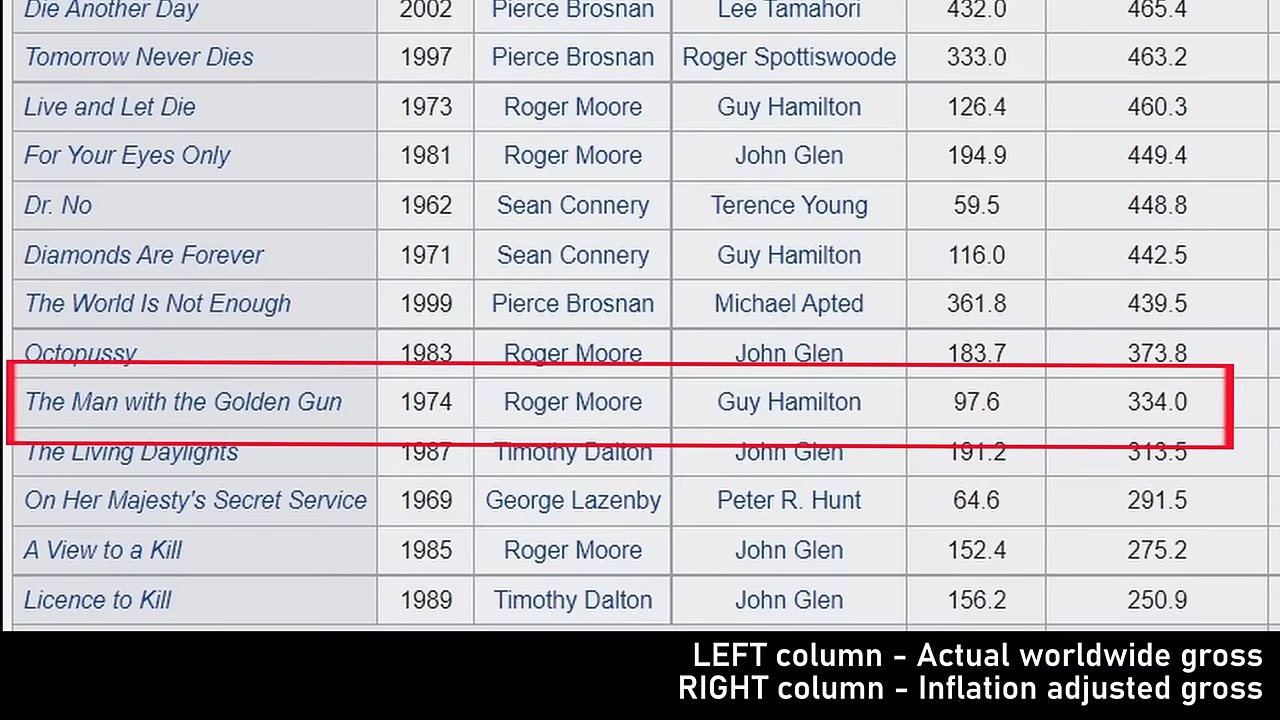 Die Another Day 2002 Pierce Brosnan Lee Tamahori 432.0 465.4
Tomorrow Never Dies 1997 Pierce Brosnan Roger Spottiswoode 333.0 463.2
Live and Let Die 1973 Roger Moore Guy Hamilton 126.4 460.3
For Your Eyes Only 1981 Roger Moore John Glen 194.9 449.4
Dr. No 1962 Sean Connery Terence Young 59.5 448.8
Diamonds Are Forever 1971 Sean Connery Guy Hamilton 116.0 442.5
The World Is Not Enough 1999 Pierce Brosnan Michael Apted 361.8 439.5
Octopussy 1983 Roger Moore John Glen 183.7 373.8
The Man with the Golden Gun 1974 Roger Moore Guy Hamilton 97.6 334.0
The Living Daylights 1987 Timothy Dalton John Glen 191.2 313.5
On Her Majesty's Secret Service 1969 George Lazenby Peter R. Hunt 64.6 291.5
A View to a Kill 1985 Roger Moore John Glen 152.4 275.2
Licence to Kill 1989 Timothy Dalton John Glen 156.2 250.9
LEFT column - Actual worldwide gross
RIGHT column - Inflation adjusted gross